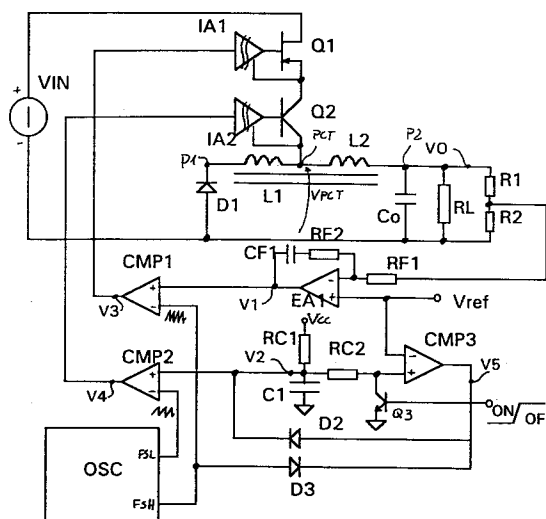 IA1
Q1
VIN
+
-
Q2
IA2
PCT
L2
P2
VO
P1
D1
L1
VPCT
Co
RL
R1
R2
CF1
RF2
RF1
CMP1
V1
EA1
-
+
Vref
V3
+
-
Vcc
RC1
RC2
CMP3
V5
CMP2
V2
-
+
V4
+
-
C1
Q3
ON
OF
D2
D3
OSC
FSL
FSH